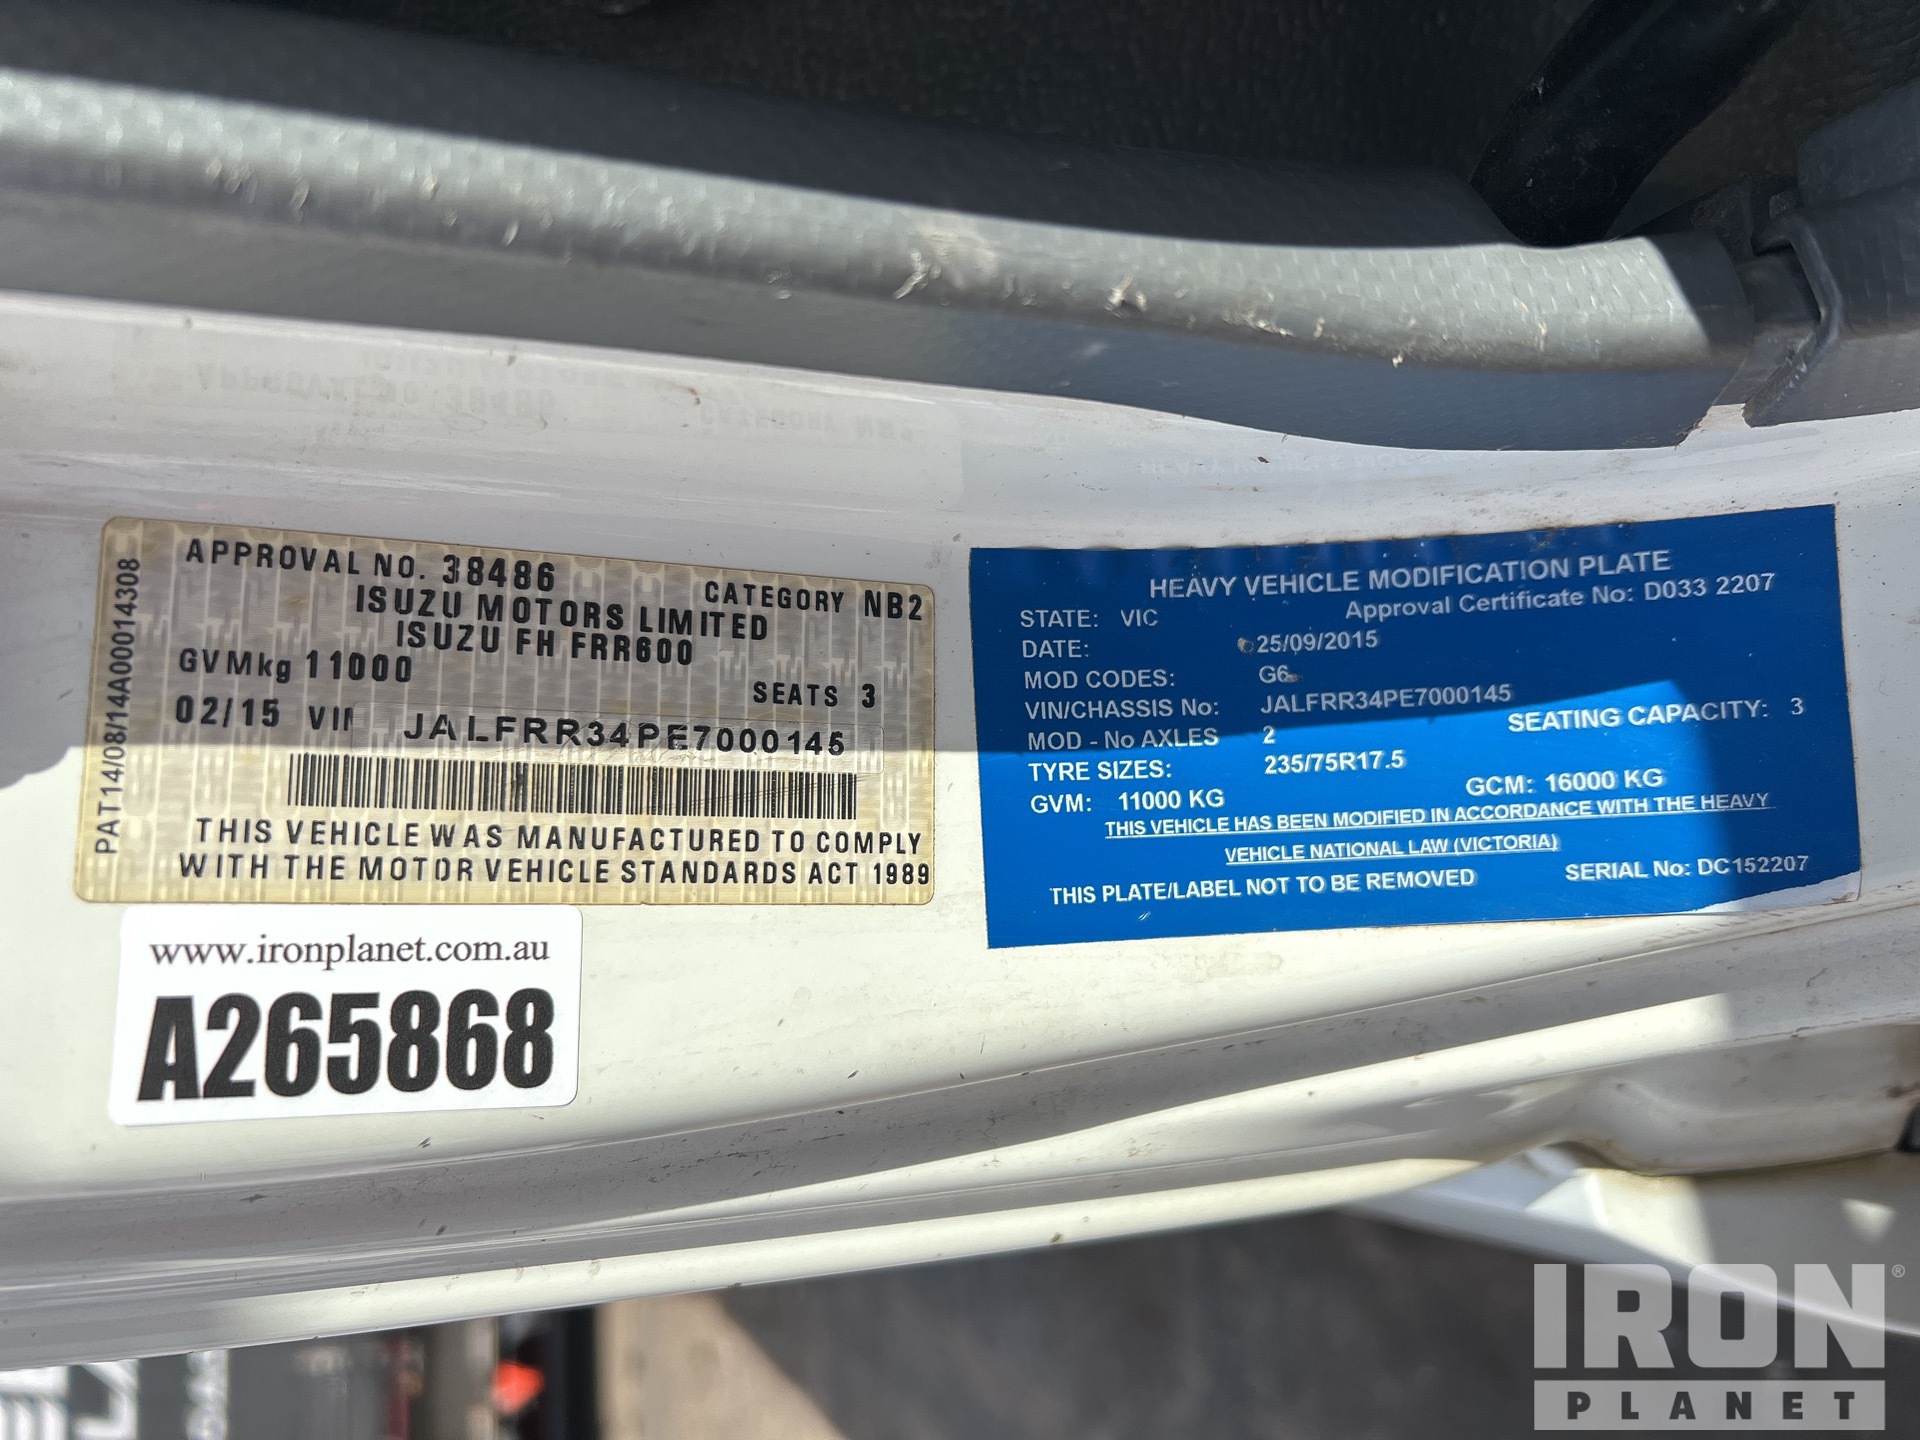 PAT14/08/14A00014308
APPROVAL NO. 38486
CATEGORY NB2
ISUZU MOTORS LIMITED
ISUZU FH FRR600
GVMkg 11000
SEATS 3
02/15 VIN JALFRR34PE7000145
THIS VEHICLE WAS MANUFACTURED TO COMPLY
WITH THE MOTOR VEHICLE STANDARDS ACT 1989
www.ironplanet.com.au
A265868
HEAVY VEHICLE MODIFICATION PLATE
STATE: VIC Approval Certificate No: D033 2207
DATE: 25/09/2015
MOD CODES: G6
VIN/CHASSIS No: JALFRR34PE7000145
MOD - No AXLES 2 SEATING CAPACITY: 3
TYRE SIZES: 235/75R17.5
GVM: 11000 KG GCM: 16000 KG
THIS VEHICLE HAS BEEN MODIFIED IN ACCORDANCE WITH THE HEAVY
VEHICLE NATIONAL LAW (VICTORIA)
THIS PLATE/LABEL NOT TO BE REMOVED SERIAL No: DC152207
IRON ®
PLANET